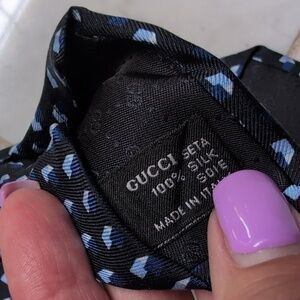 GUCCI
SETA
100% SILK
SOIE
MADE IN ITALY